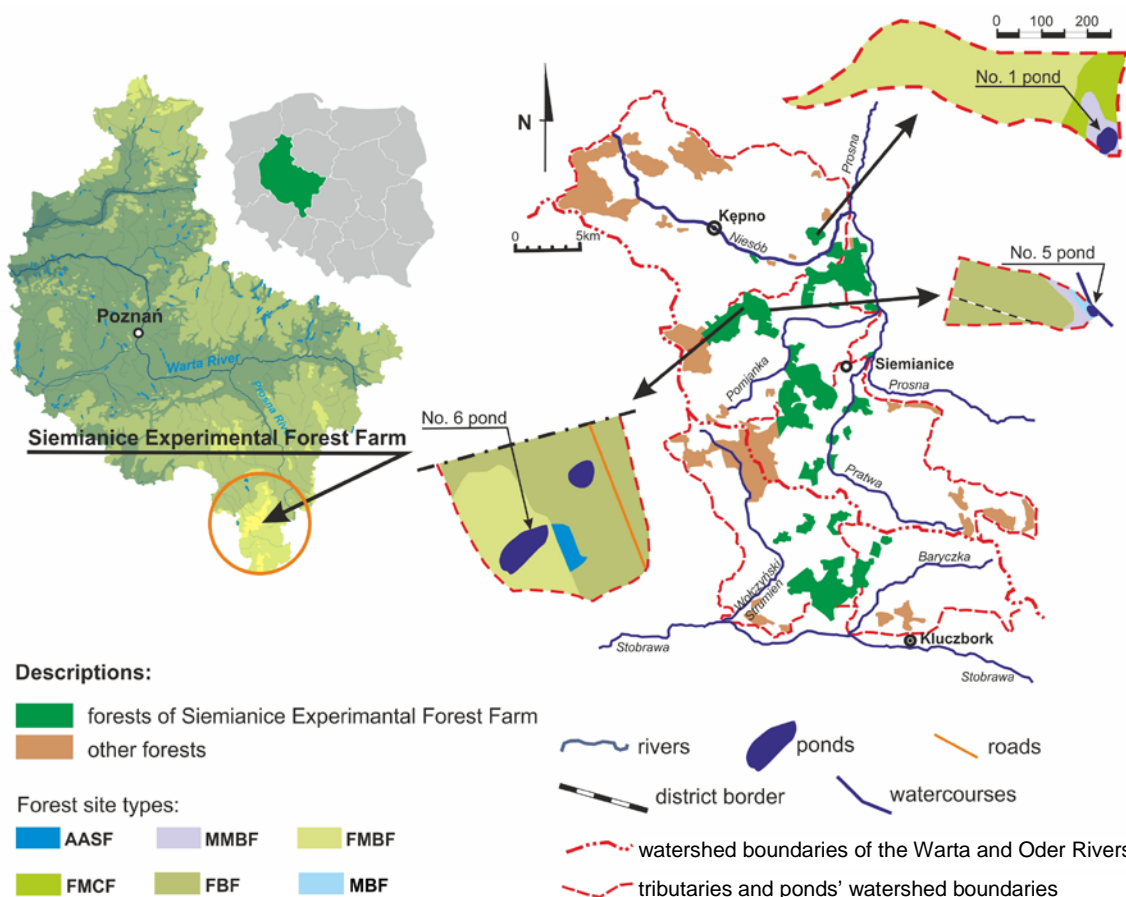 0 100 200
No. 1 pond
N
Prosna
Kępno
Niesób
0 5km
No. 5 pond
Poznań
Warta River
Prosna River
Siemianice
Pomjanka
Prosna
Siemianice Experimental Forest Farm
No. 6 pond
Pratwa
Baryczka
Wołczyński
Strumień
Kluczbork
Stobrawa
Stobrawa
Descriptions:
forests of Siemianice Experimantal Forest Farm
other forests
rivers
ponds
roads
district border
watercourses
Forest site types:
AASF
MMBF
FMBF
FMCF
FBF
MBF
watershed boundaries of the Warta and Oder Rivers
tributaries and ponds' watershed boundaries